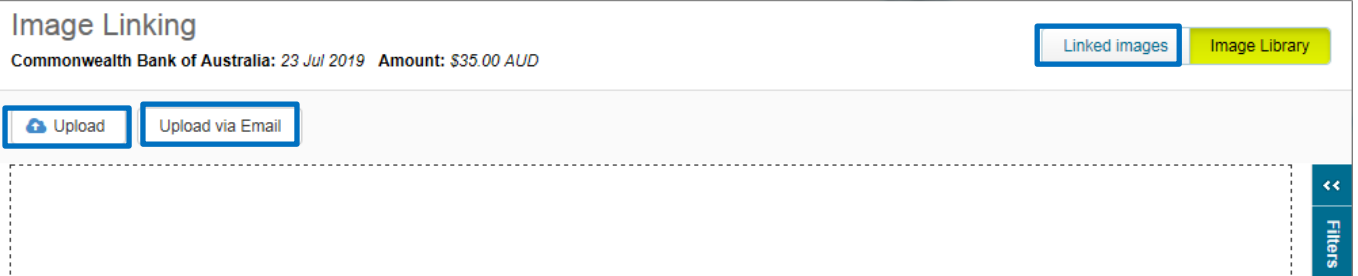 Image Linking
Commonwealth Bank of Australia: 23 Jul 2019 Amount: $35.00 AUD
Linked images
Image Library
Upload
Upload via Email
<<
Filters